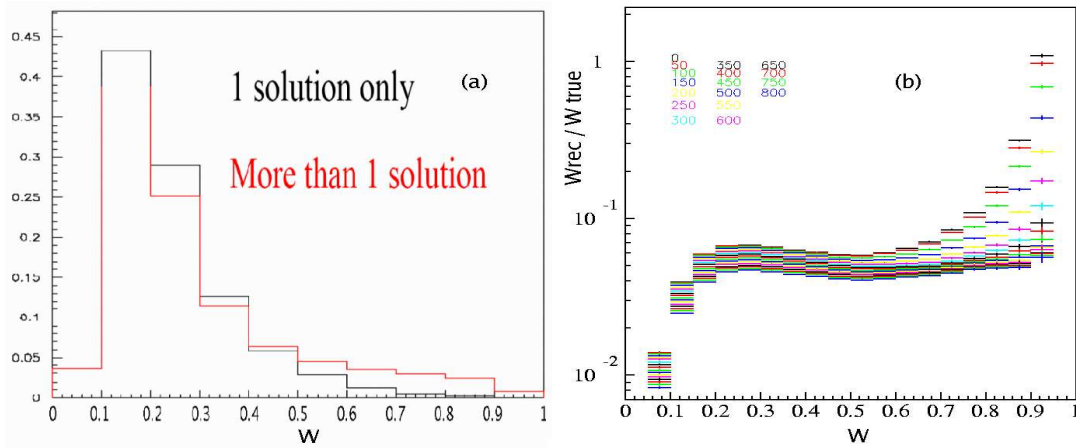 0.45
0.4
0.35
0.3
0.25
0.2
0.15
0.1
0.05
0
0 0.1 0.2 0.3 0.4 0.5 0.6 0.7 0.8 0.9 1
W
1 solution only
(a)
More than 1 solution
Wrec / W true
1
10⁻¹
10⁻²
0 0.1 0.2 0.3 0.4 0.5 0.6 0.7 0.8 0.9 1
W
(b)
0 350 650
50 400 700
100 450 750
150 500 800
200 550
250 600
300